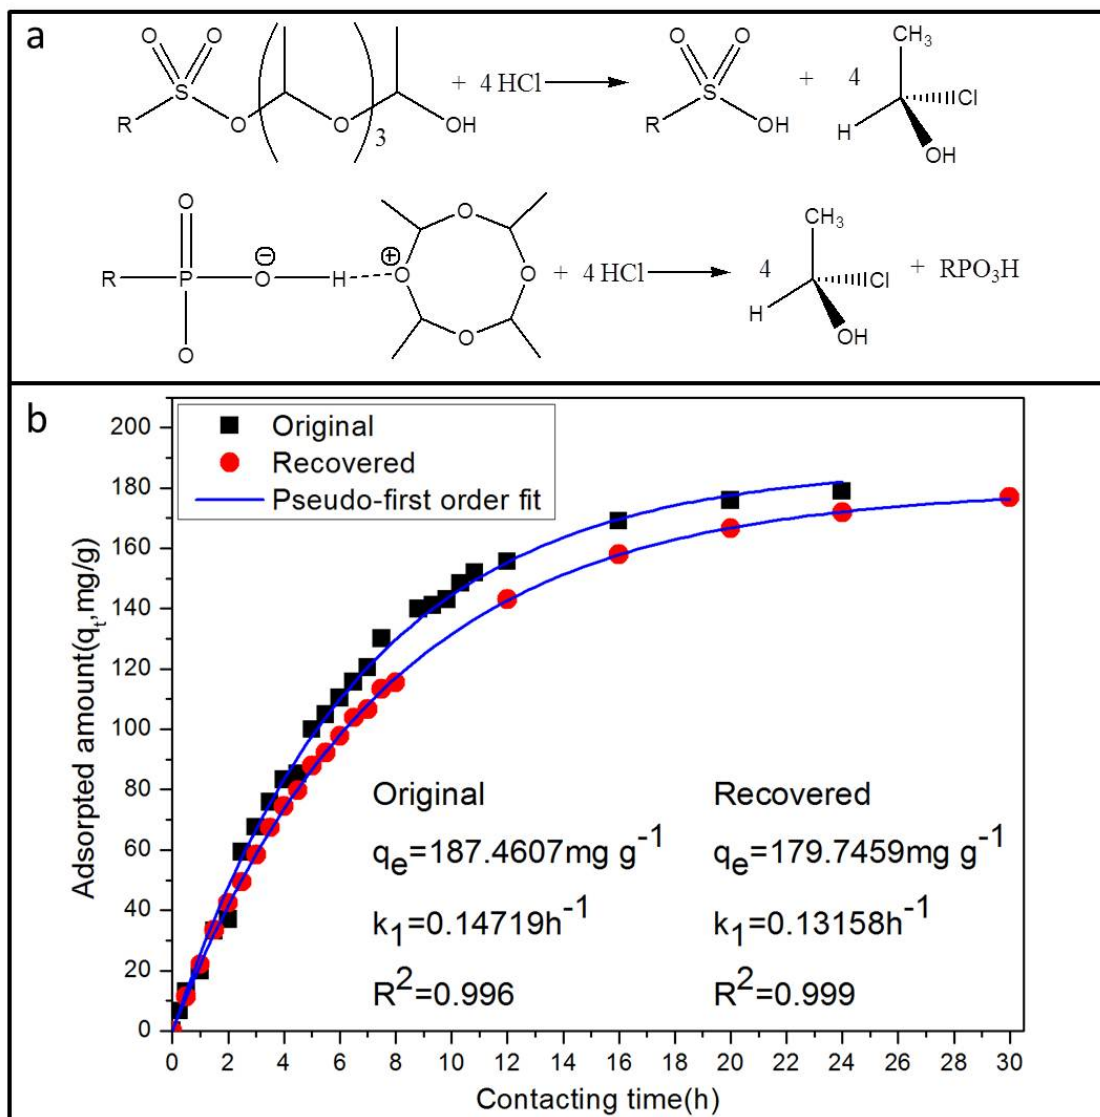 a
O O
S
R O O 3 OH + 4 HCl
O O
S
R OH + 4
CH3
H Cl
OH
O
R P O ⊖ H
O
O ⊕ O O O + 4 HCl
4 CH3
H Cl
OH
+ RPO3H
b
Original
Recovered
Pseudo-first order fit
Adsorpted amount(qt,mg/g)
200
180
160
140
120
100
80
60
40
20
0
Original Recovered
qe=187.4607mg g-1 qe=179.7459mg g-1
k1=0.14719h-1 k1=0.13158h-1
R2=0.996 R2=0.999
0 2 4 6 8 10 12 14 16 18 20 22 24 26 28 30
Contacting time(h)